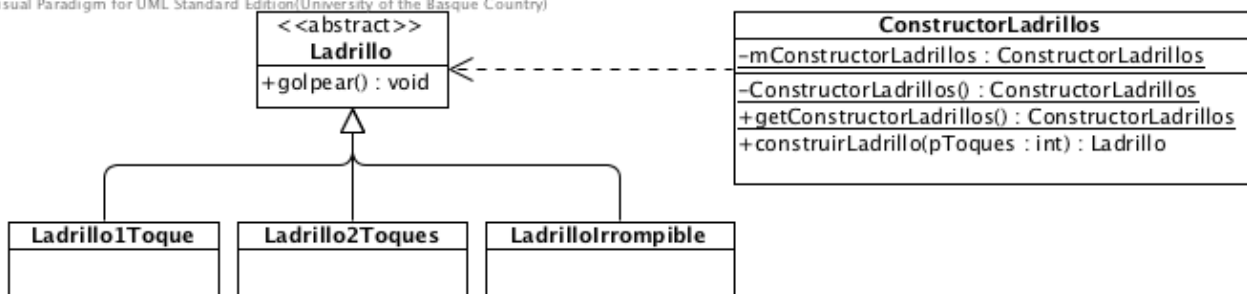 isual Paradigm for UML Standard Edition(University of the Basque Country)
<<abstract>>
Ladrillo
+golpear() : void
ConstructorLadrillos
-mConstructorLadrillos : ConstructorLadrillos
-ConstructorLadrillos() : ConstructorLadrillos
+getConstructorLadrillos() : ConstructorLadrillos
+construirLadrillo(pToques : int) : Ladrillo
Ladrillo1Toque
Ladrillo2Toques
LadrilloIrrompible